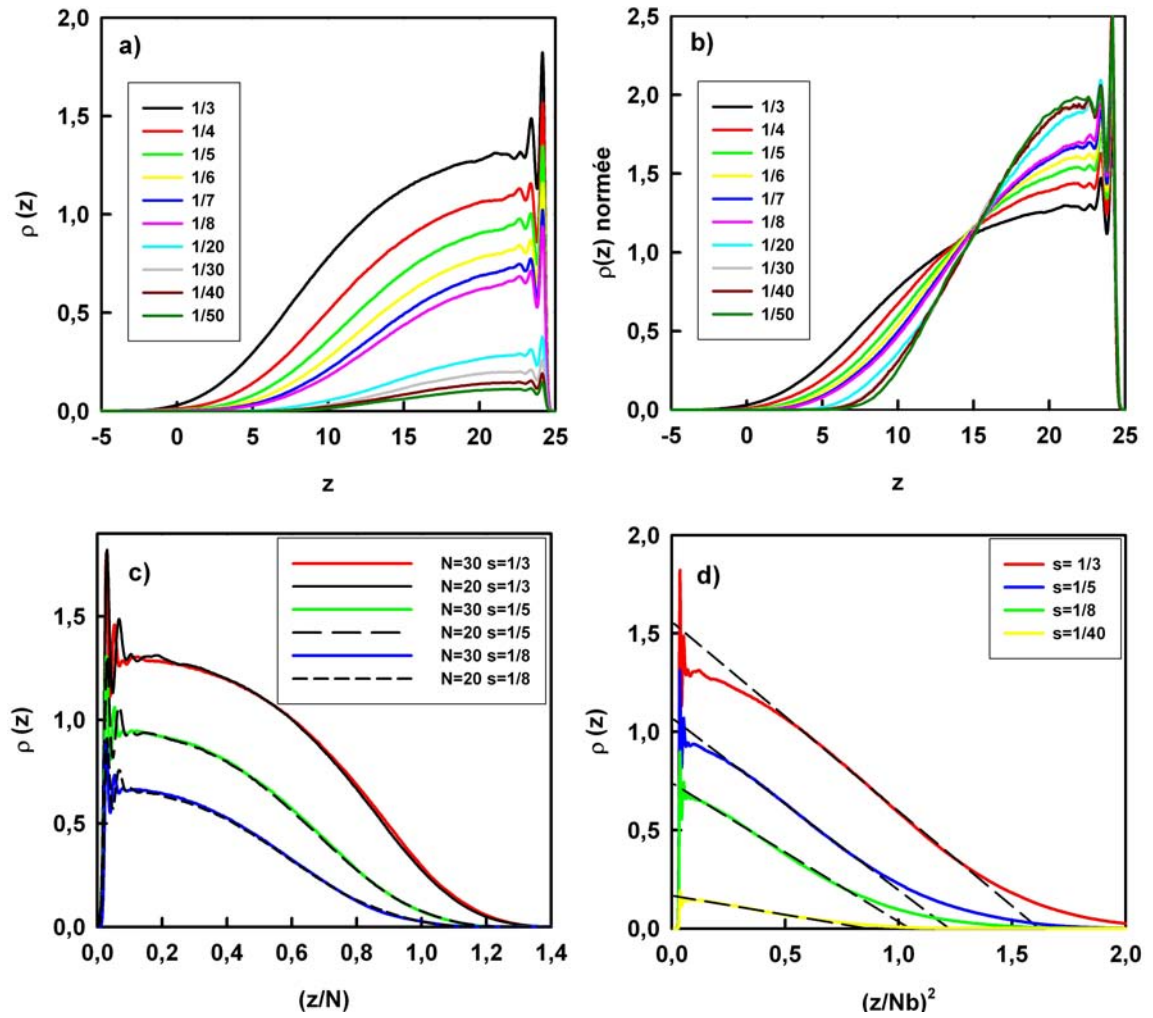 a)
2,0
1,5
1,0
0,5
0,0
ρ (z)
1/3
1/4
1/5
1/6
1/7
1/8
1/20
1/30
1/40
1/50
-5 0 5 10 15 20 25
z
b)
2,5
2,0
1,5
1,0
0,5
0,0
ρ(z) normée
1/3
1/4
1/5
1/6
1/7
1/8
1/20
1/30
1/40
1/50
-5 0 5 10 15 20 25
z
c)
1,5
1,0
0,5
0,0
ρ (z)
N=30 s=1/3
N=20 s=1/3
N=30 s=1/5
N=20 s=1/5
N=30 s=1/8
N=20 s=1/8
0,0 0,2 0,4 0,6 0,8 1,0 1,2 1,4
(z/N)
d)
2,0
1,5
1,0
0,5
0,0
ρ (z)
s= 1/3
s=1/5
s=1/8
s=1/40
0,0 0,5 1,0 1,5 2,0
(z/Nb)²